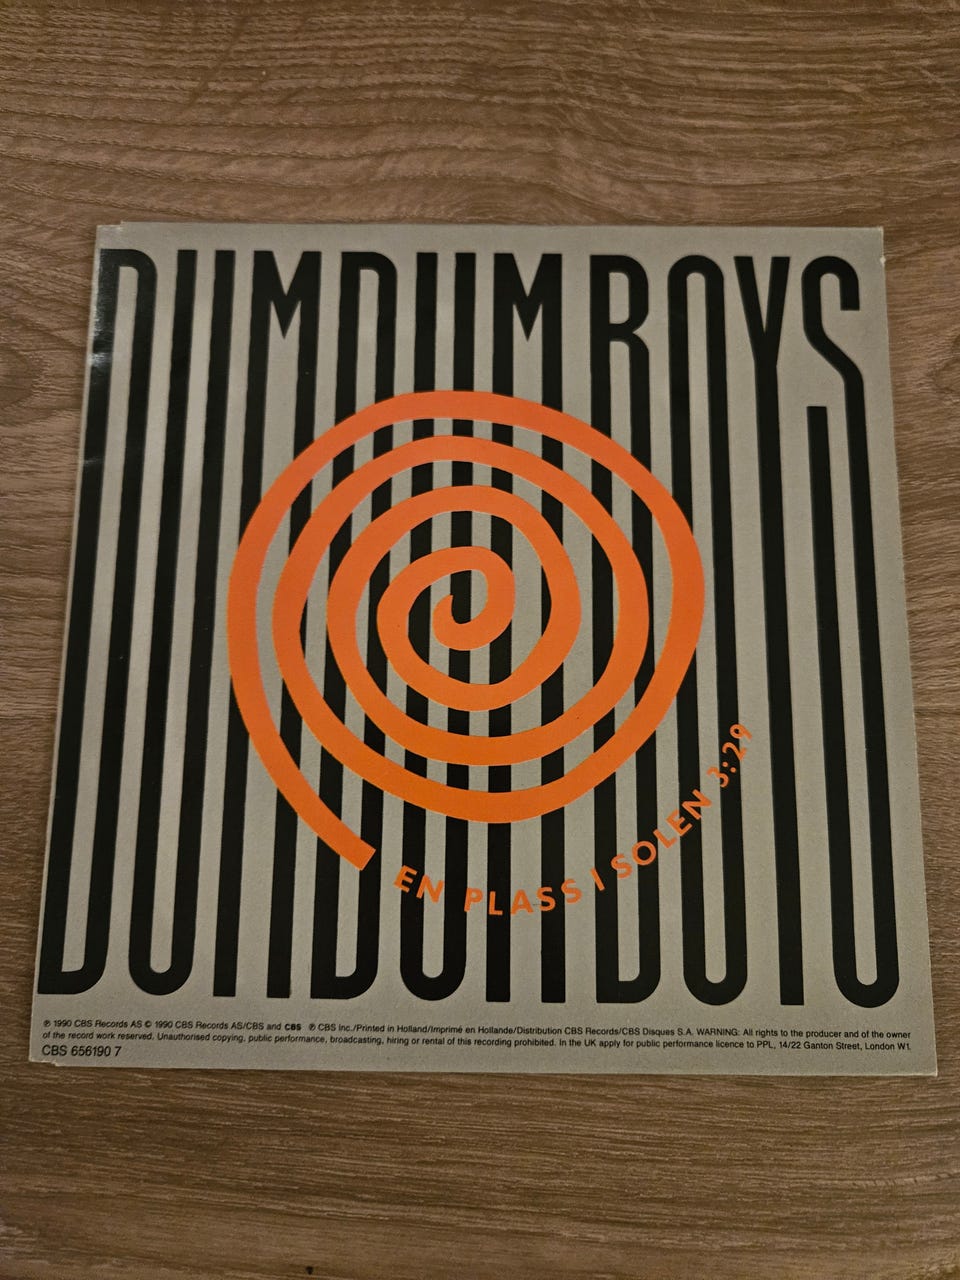 DUMDUM BOYS
EN PLASS I SOLEN 3:29
℗ 1990 CBS Records AS © 1990 CBS Records AS/CBS and CBS ℗ CBS Inc./Printed in Holland/Imprimé en Hollande/Distribution CBS Records/CBS Disques S.A. WARNING: All rights to the producer and of the owner
of the record work reserved. Unauthorised copying, public performance, broadcasting, hiring or rental of this recording prohibited. In the UK apply for public performance licence to PPL, 14/22 Ganton Street, London W1.
CBS 656190 7